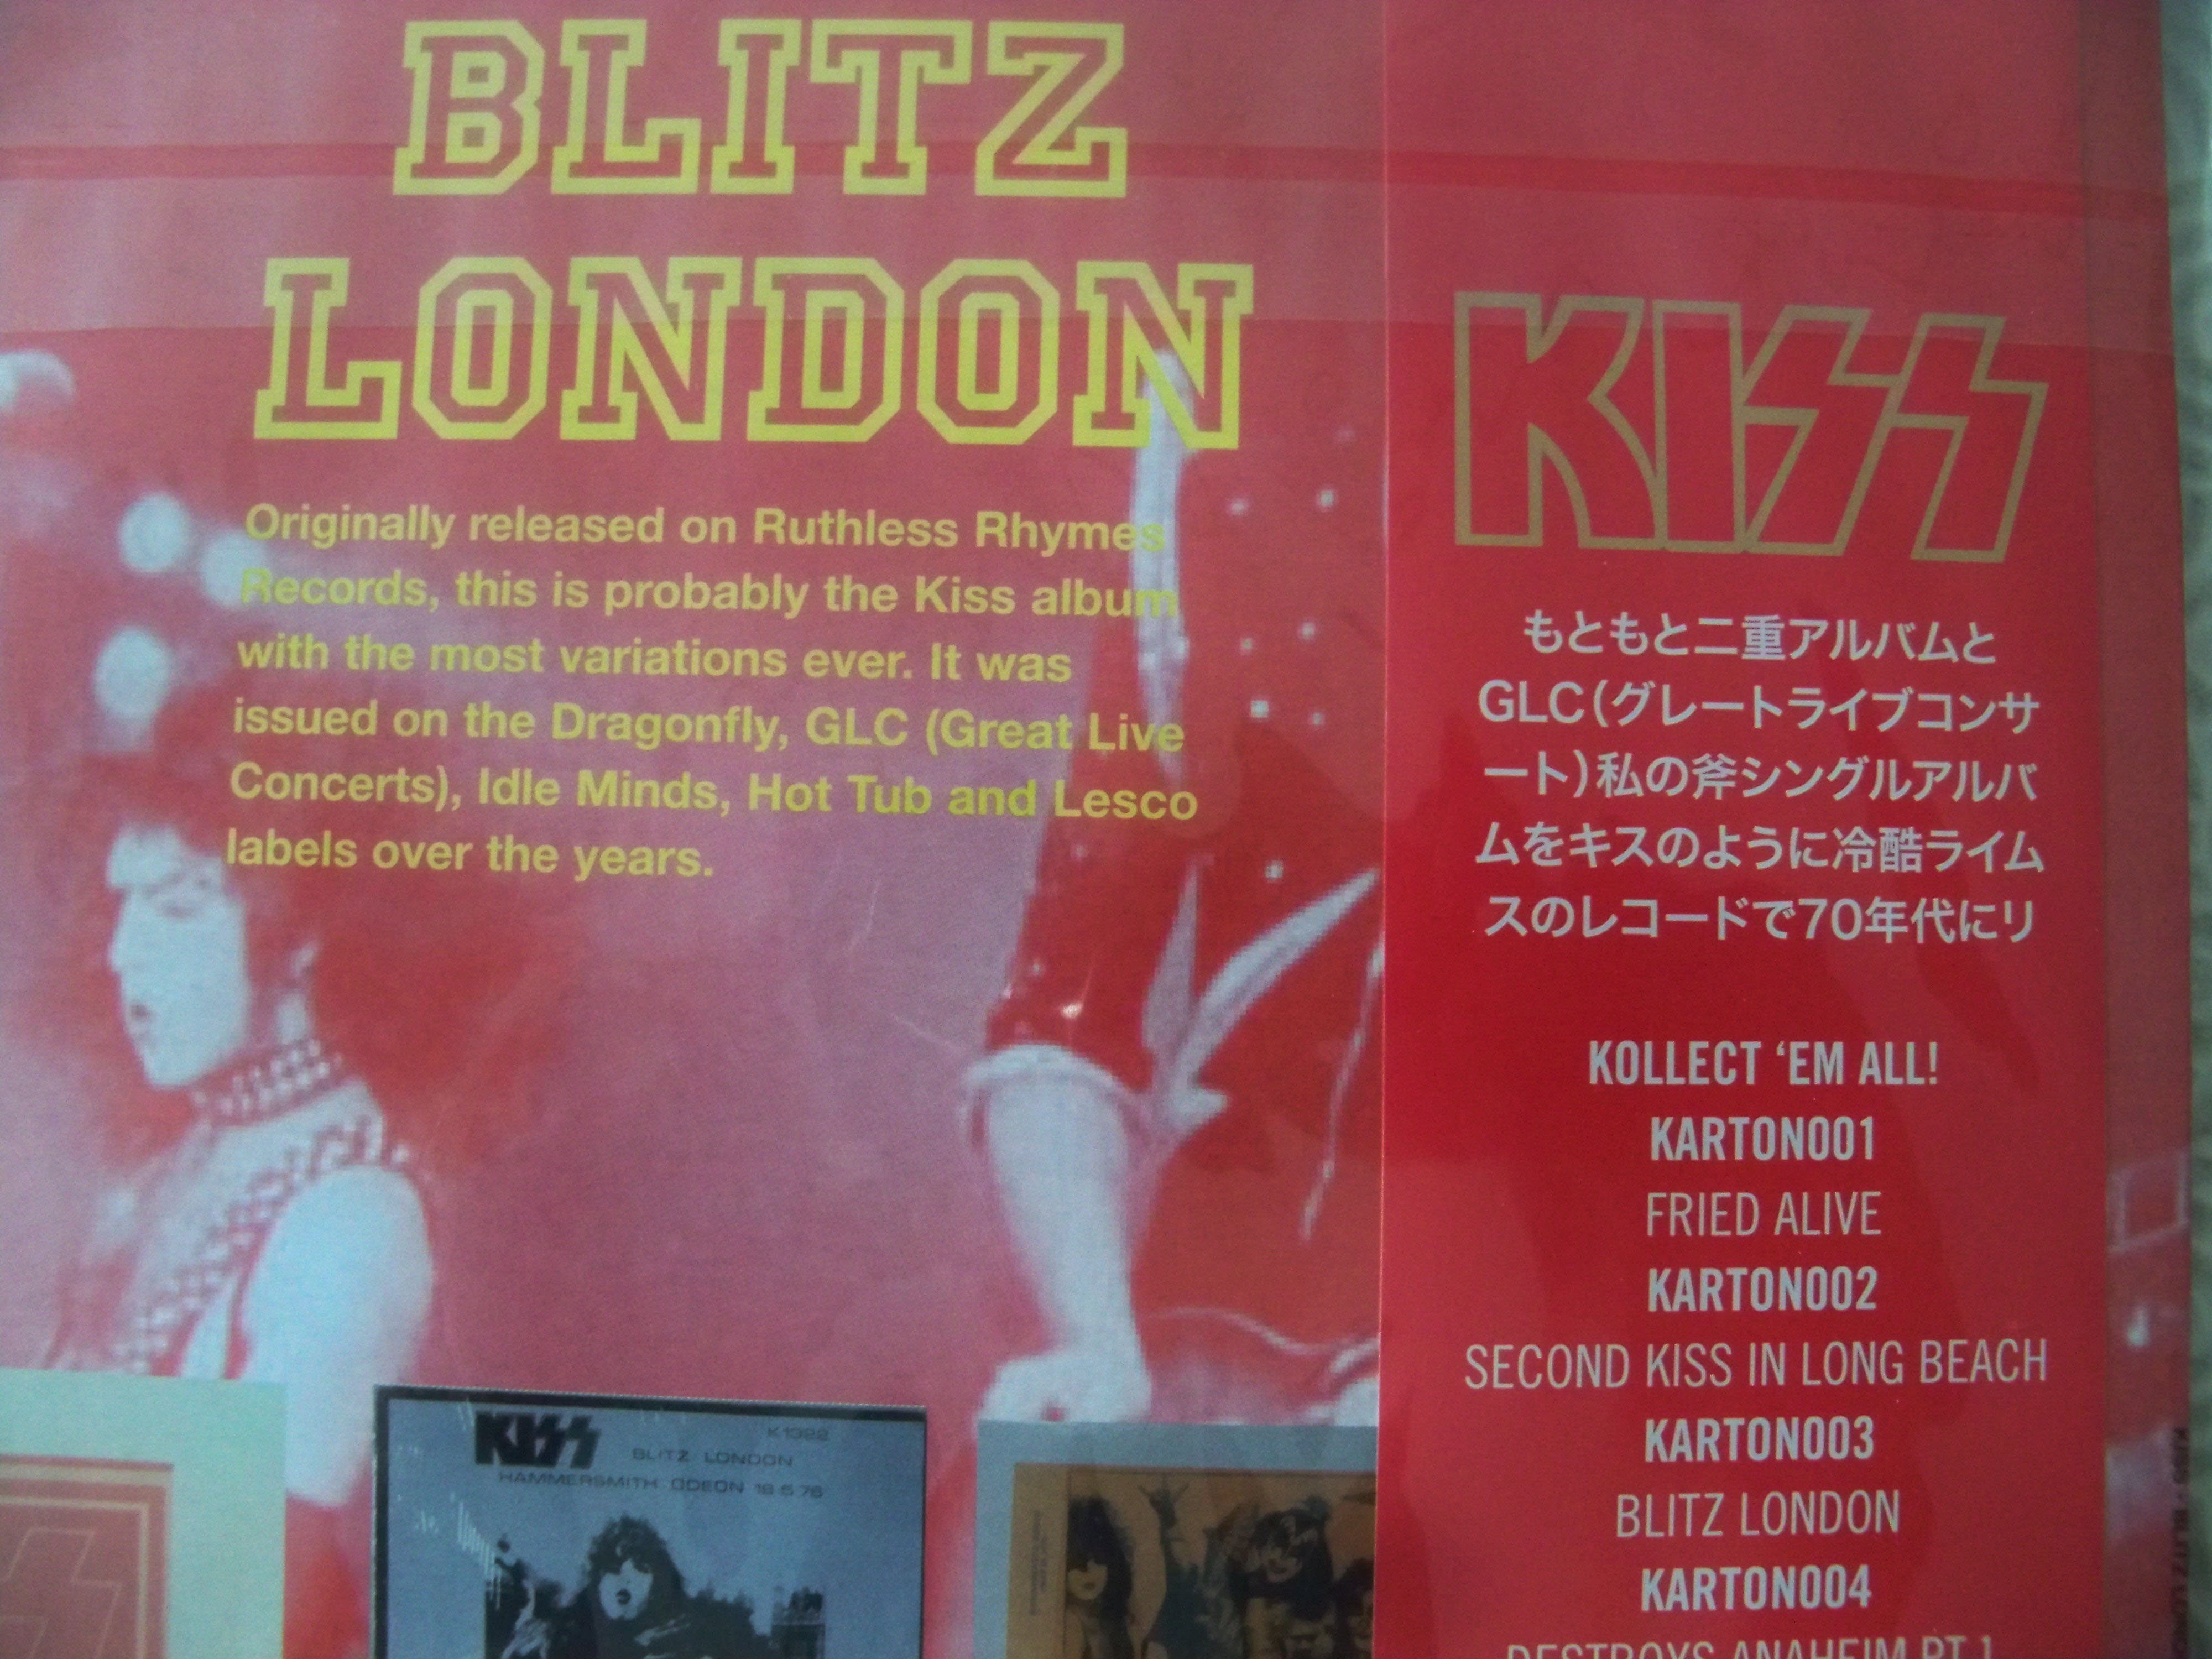 BLITZ
LONDON
Originally released on Ruthless Rhymes
Records, this is probably the Kiss album
with the most variations ever. It was
issued on the Dragonfly, GLC (Great Live
Concerts), Idle Minds, Hot Tub and Lesco
labels over the years.
KISS
K1322
BLITZ LONDON
HAMMERSMITH ODEON 16 5 76
KISS
もともと二重アルバムと
GLC(グレートライブコンサ
ート)私の斧シングルアルバ
ムをキスのように冷酷ライム
スのレコードで70年代にリ
KOLLECT ‘EM ALL!
KARTON001
FRIED ALIVE
KARTON002
SECOND KISS IN LONG BEACH
KARTON003
BLITZ LONDON
KARTON004
DESTROYS ANAHEIM PT.1